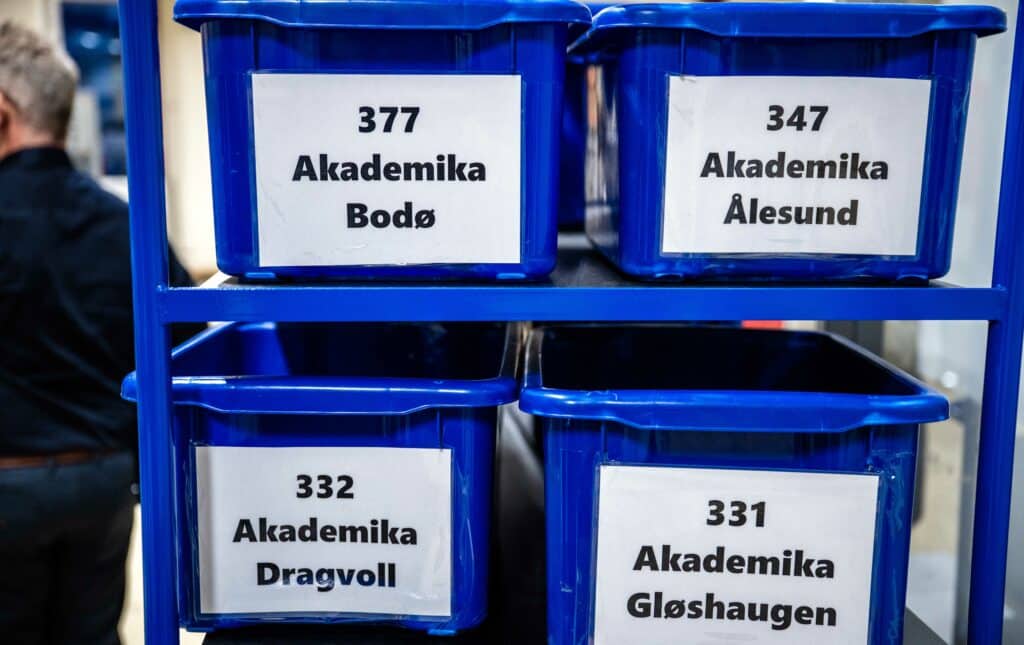 377
Akademika
Bodø
347
Akademika
Ålesund
332
Akademika
Dragvoll
331
Akademika
Gløshaugen